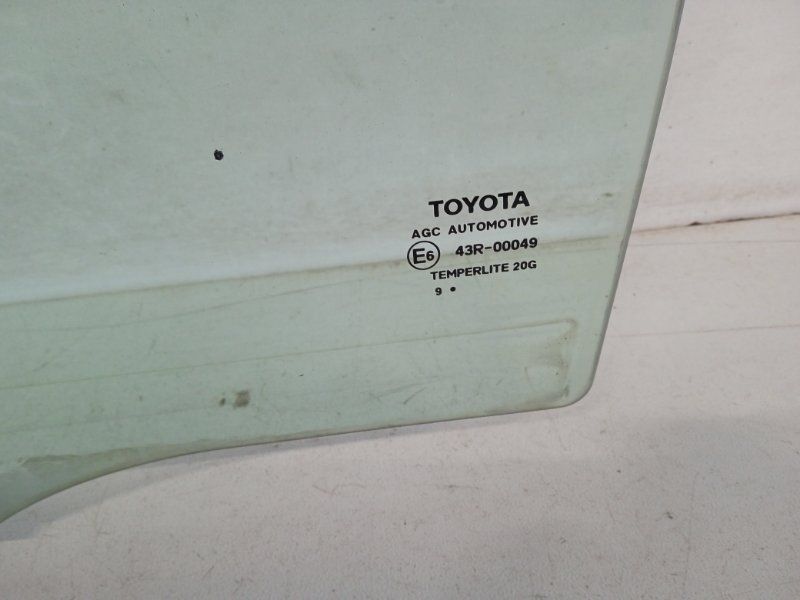 TOYOTA
AGC AUTOMOTIVE
E6 43R-00049
TEMPERLITE 20G
9 •